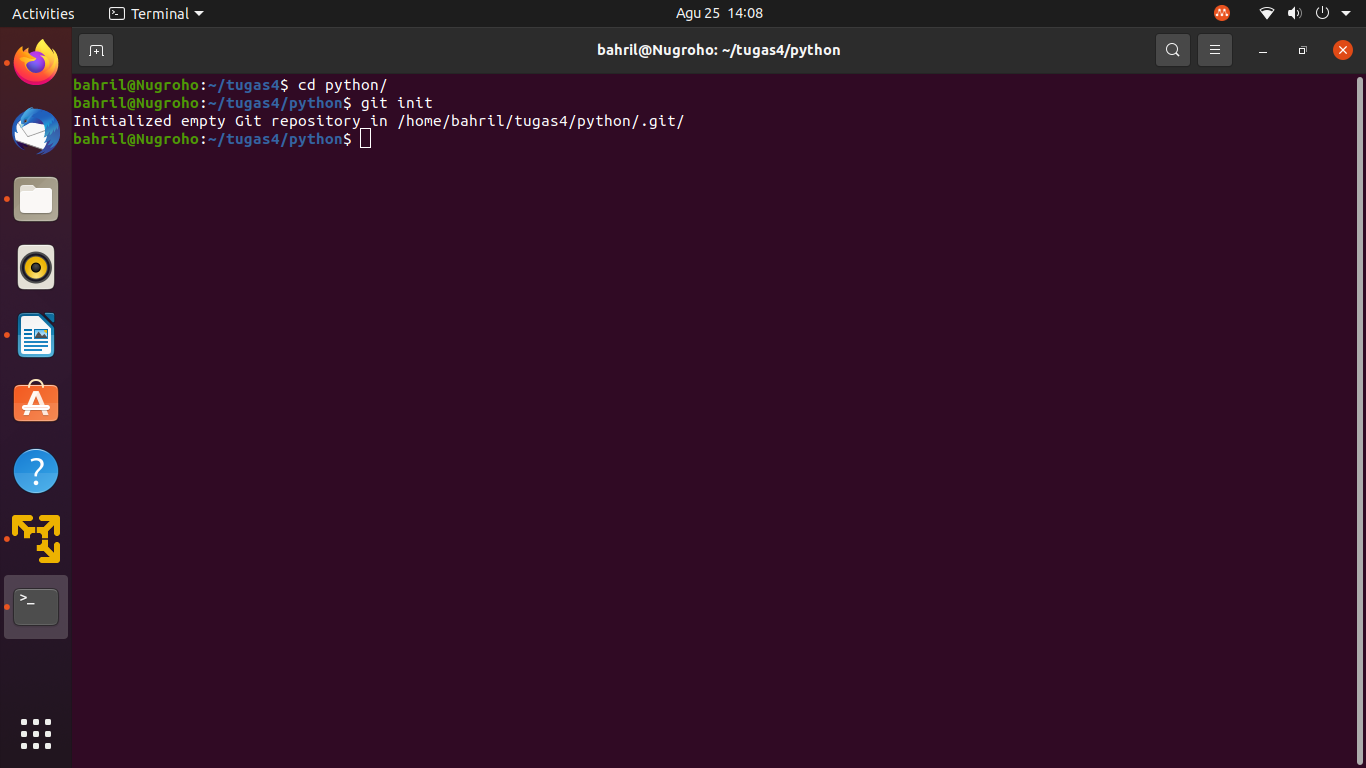 Activities
Terminal
Agu 25 14:08
bahril@Nugroho: ~/tugas4/python
bahril@Nugroho:~/tugas4$ cd python/
bahril@Nugroho:~/tugas4/python$ git init
Initialized empty Git repository in /home/bahril/tugas4/python/.git/
bahril@Nugroho:~/tugas4/python$